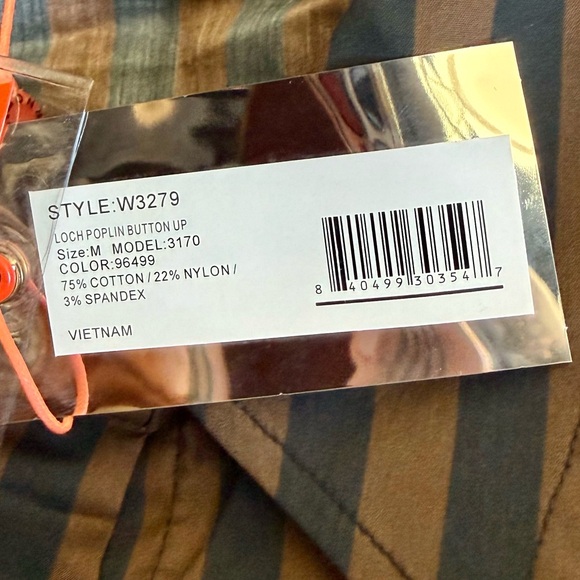 STYLE:W3279
LOCH POPLIN BUTTON UP
Size:M MODEL:3170
COLOR:96499
75% COTTON / 22% NYLON /
3% SPANDEX
VIETNAM
8 40499 30354 7